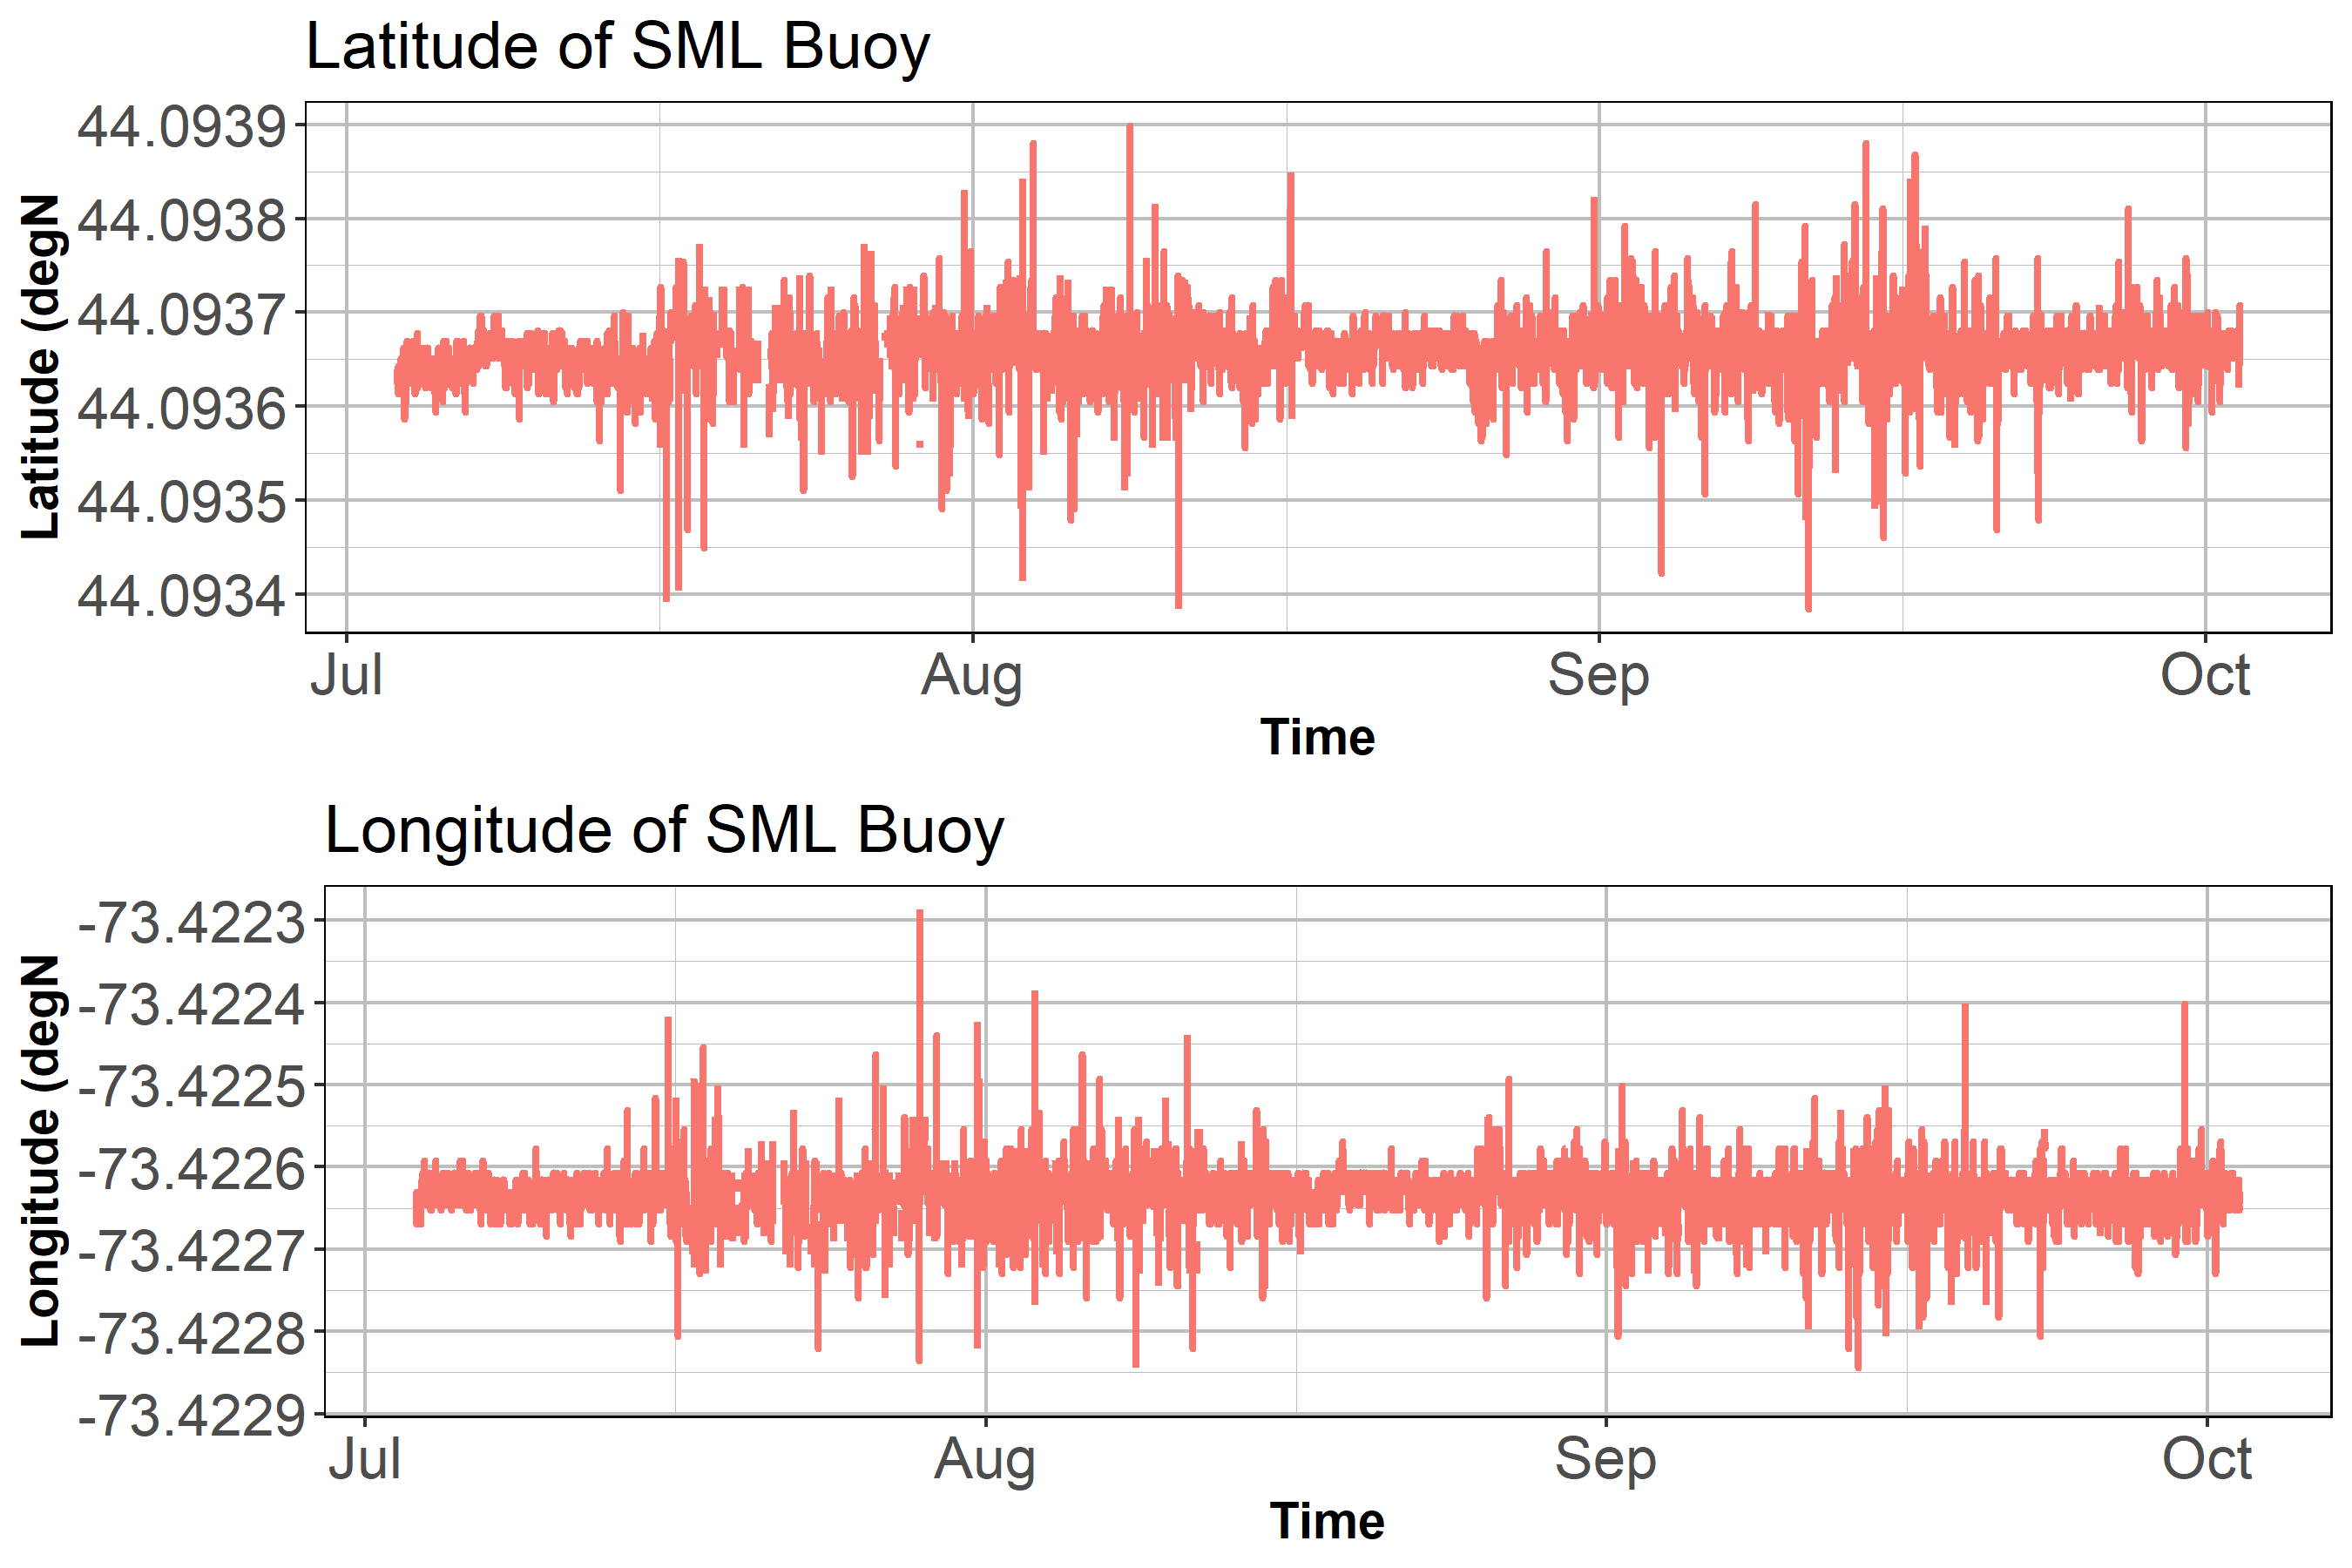 Latitude of SML Buoy
44.0939
44.0938
44.0937
44.0936
44.0935
44.0934
Latitude (degN
Jul Aug Sep Oct
Time
Longitude of SML Buoy
-73.4223
-73.4224
-73.4225
-73.4226
-73.4227
-73.4228
-73.4229
Longitude (degN
Jul Aug Sep Oct
Time